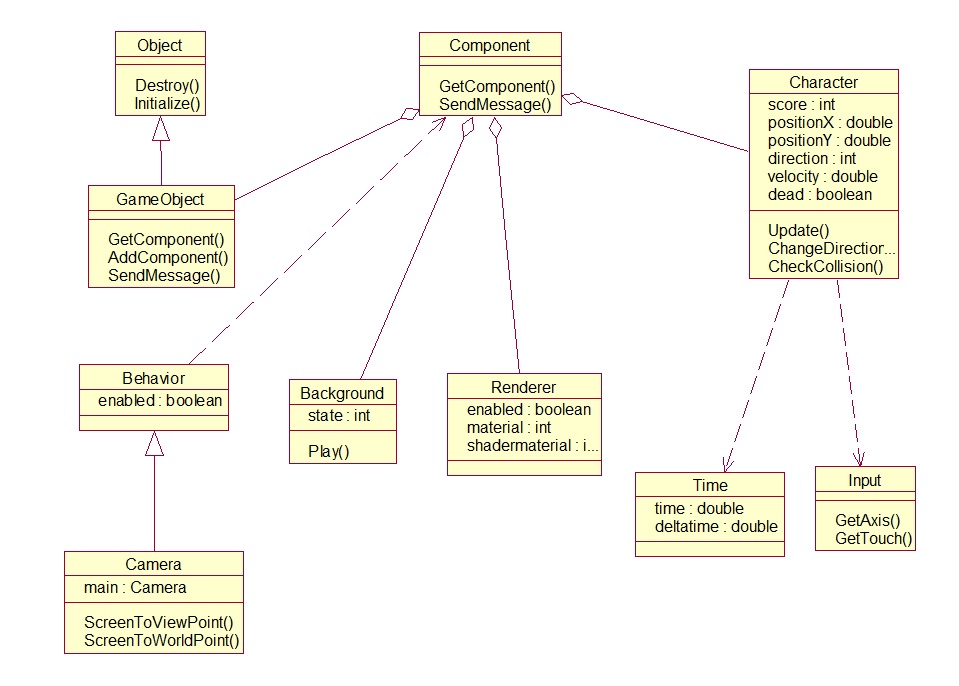 Object
Destroy()
Initialize()
Component
GetComponent()
SendMessage()
Character
score : int
positionX : double
positionY : double
direction : int
velocity : double
dead : boolean
Update()
ChangeDirection...
CheckCollision()
GameObject
GetComponent()
AddComponent()
SendMessage()
Behavior
enabled : boolean
Background
state : int
Play()
Renderer
enabled : boolean
material : int
shadermaterial : i...
Time
time : double
deltatime : double
Input
GetAxis()
GetTouch()
Camera
main : Camera
ScreenToViewPoint()
ScreenToWorldPoint()